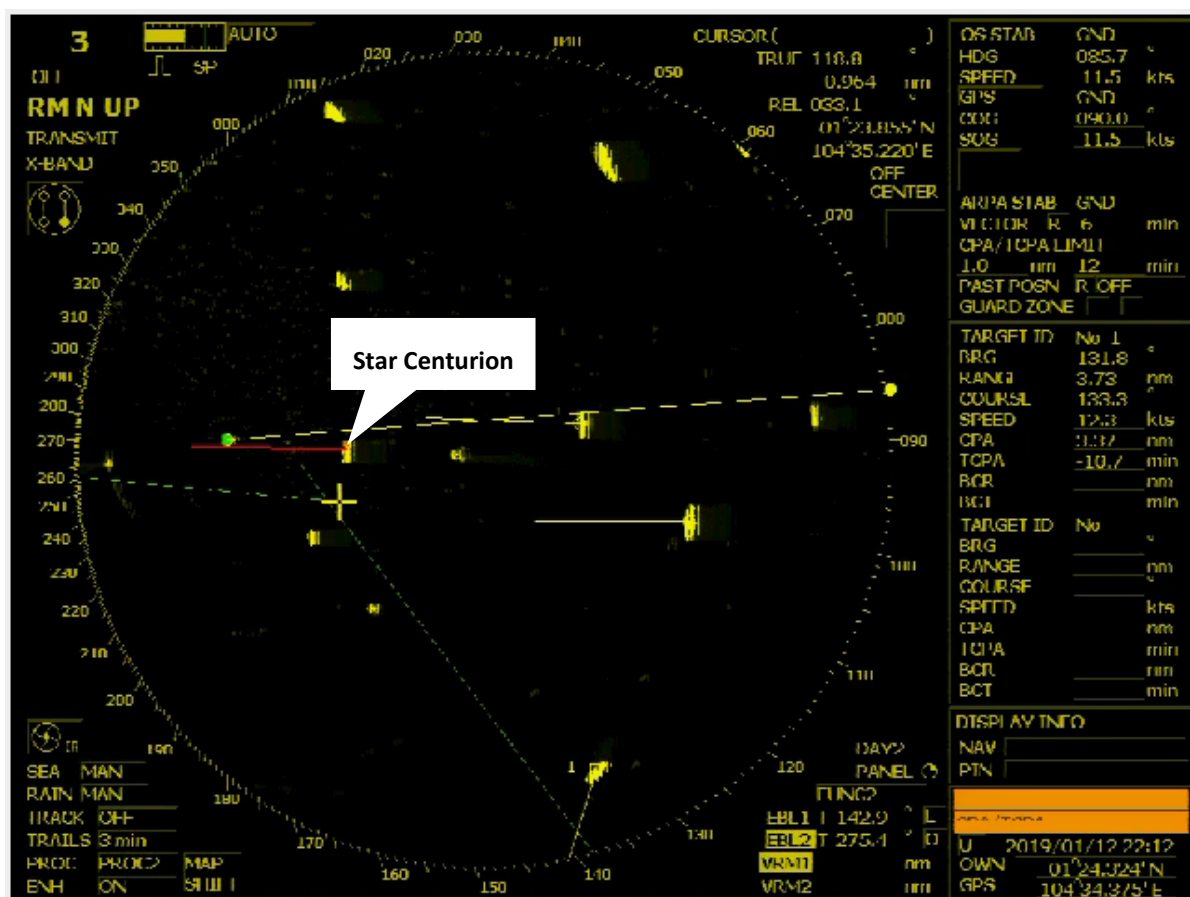 3
AUTO
SP
RM N UP
TRANSMIT
X-BAND
CURSOR ( )
TRUE 118.8 °
0.964 nm
REL 033.1 °
01°23.855'N
104°35.220'E
OFF
CENTER
000
350
340
330
320
310
300
290
270
260
250
240
230
220
210
200
190
180
170
160
150
140
130
120
110
100
090
070
060
050
020
Star Centurion
1
OS STAB GND
HDG 085.7 °
SPEED 11.5 kts
GPS GND
COG 090.0 °
SOG 11.5 kts
ARPA STAB GND
VECTOR R 6 min
CPA/TCPA LIMIT
1.0 nm 12 min
PAST POSN R OFF
GUARD ZONE
TARGET ID No 1
BRG 131.8 °
RANGE 3.73 nm
COURSE 133.3 °
SPEED 12.3 kts
CPA nm
TCPA -10.7 min
BCR nm
BCT min
TARGET ID No
BRG °
RANGE nm
COURSE °
SPEED kts
CPA nm
TCPA min
BCR nm
BCT min
DISPLAY INFO
NAV
PIN
U 2019/01/12 22:12
OWN 01°24.324'N
GPS 104°34.375'E
SEA MAN
RAIN MAN
TRACK OFF
TRAILS 3 min
PROC PROC2 MAP
ENH ON SHIFT
DAY2
PANEL
FUNC2
EBL1 T 142.9 °
EBL2 T 275.4 °
VRM1 nm
VRM2 nm